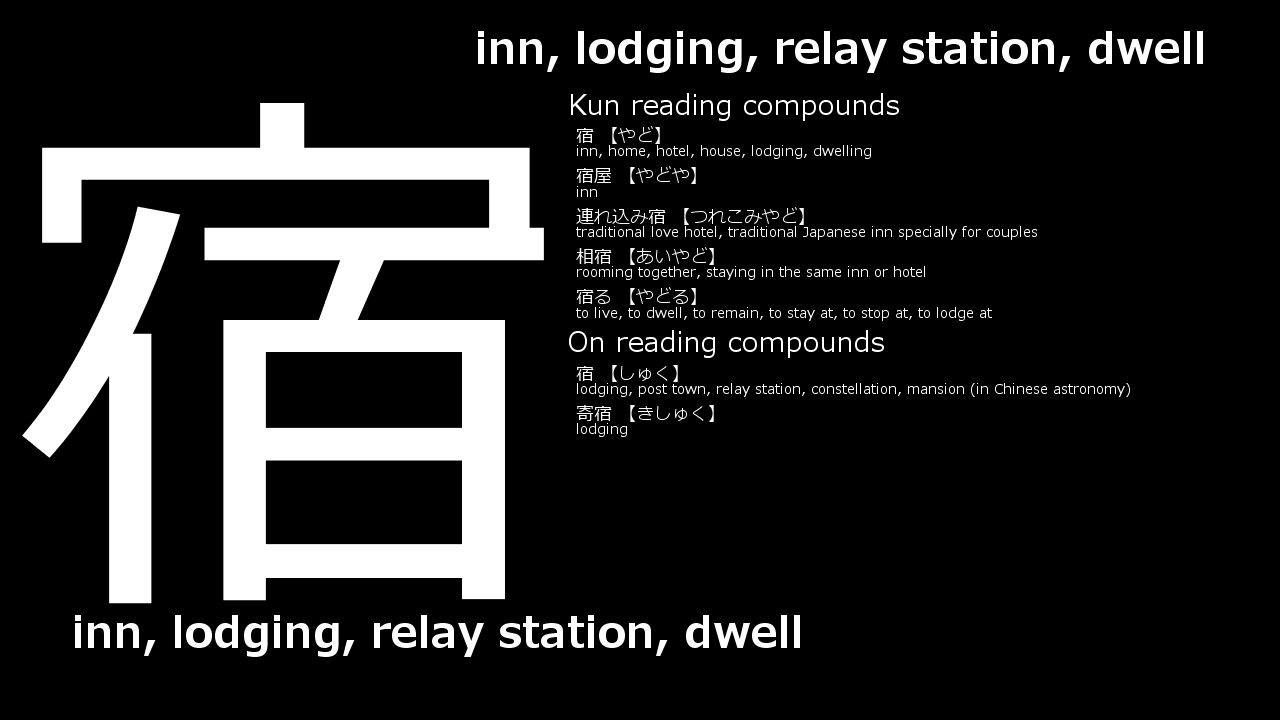 inn, lodging, relay station, dwell
宿
Kun reading compounds
宿 【やど】
inn, home, hotel, house, lodging, dwelling
宿屋 【やどや】
inn
連れ込み宿 【つれこみやど】
traditional love hotel, traditional Japanese inn specially for couples
相宿 【あいやど】
rooming together, staying in the same inn or hotel
宿る 【やどる】
to live, to dwell, to remain, to stay at, to stop at, to lodge at
On reading compounds
宿 【しゅく】
lodging, post town, relay station, constellation, mansion (in Chinese astronomy)
寄宿 【きしゅく】
lodging
inn, lodging, relay station, dwell